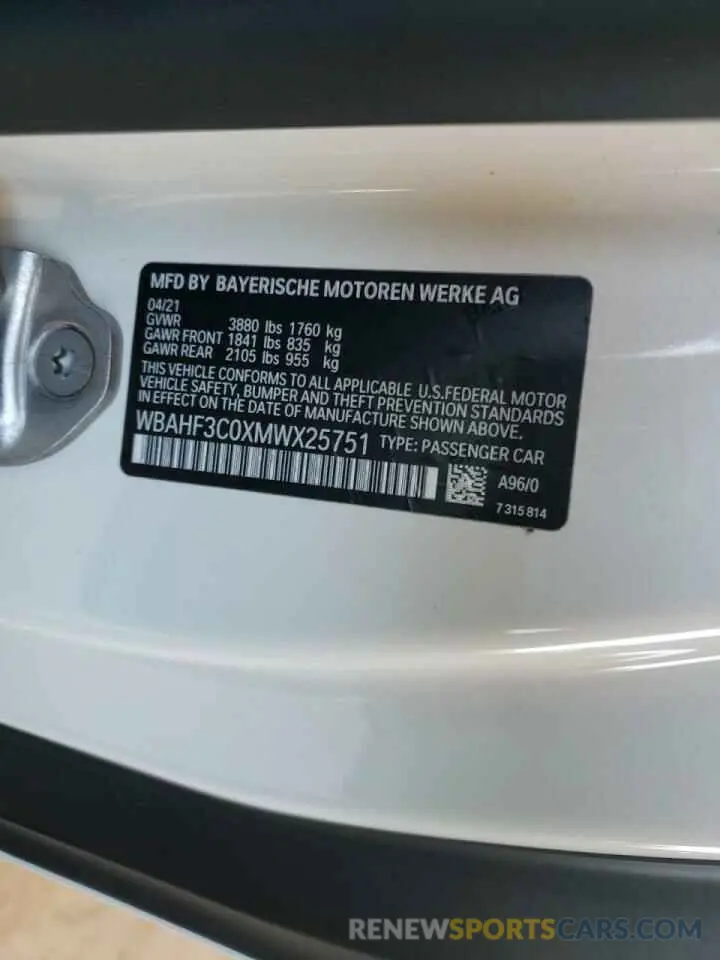 MFD BY BAYERISCHE MOTOREN WERKE AG
04/21
GVWR 3880 lbs 1760 kg
GAWR FRONT 1841 lbs 835 kg
GAWR REAR 2105 lbs 955 kg
THIS VEHICLE CONFORMS TO ALL APPLICABLE U.S.FEDERAL MOTOR
VEHICLE SAFETY, BUMPER AND THEFT PREVENTION STANDARDS
IN EFFECT ON THE DATE OF MANUFACTURE SHOWN ABOVE.
WBAHF3C0XMWX25751 TYPE: PASSENGER CAR
A96/0
7315814
RENEWSPORTSCARS.COM